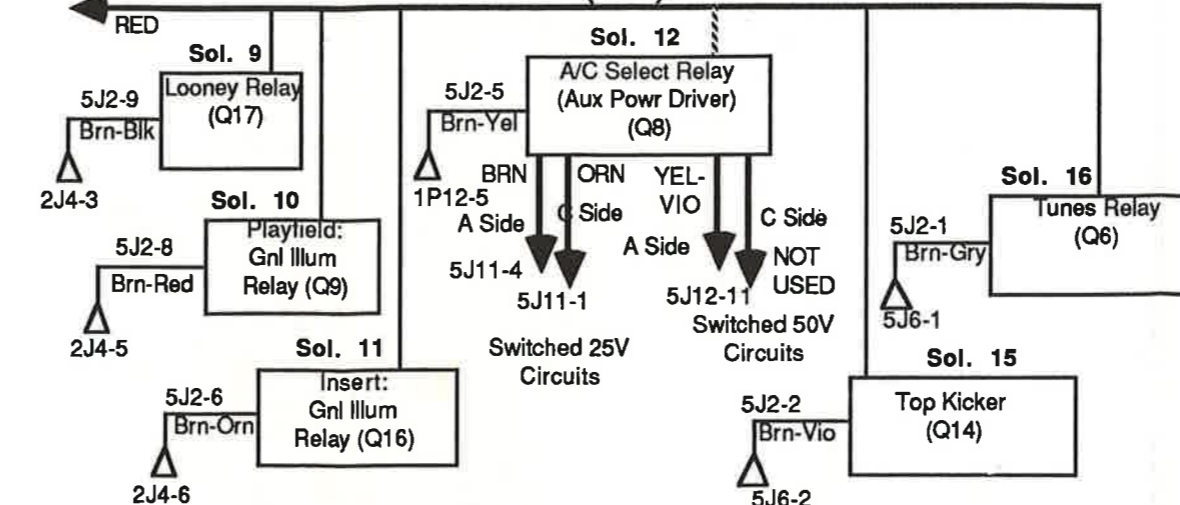 RED
Sol. 9
Looney Relay
(Q17)
5J2-9
Brn-Blk
2J4-3
Sol. 10
Playfield:
Gnl Illum
Relay (Q9)
5J2-8
Brn-Red
2J4-5
Sol. 11
Insert:
Gnl Illum
Relay (Q16)
5J2-6
Brn-Orn
2J4-6
Sol. 12
A/C Select Relay
(Aux Powr Driver)
(Q8)
5J2-5
Brn-Yel
1P12-5
BRN
A Side
5J11-4
ORN
C Side
5J11-1
Switched 25V
Circuits
YEL-
VIO
A Side
5J12-11
C Side
NOT
USED
Switched 50V
Circuits
Sol. 16
Tunes Relay
(Q6)
5J2-1
Brn-Gry
5J6-1
Sol. 15
Top Kicker
(Q14)
5J2-2
Brn-Vio
5J6-2